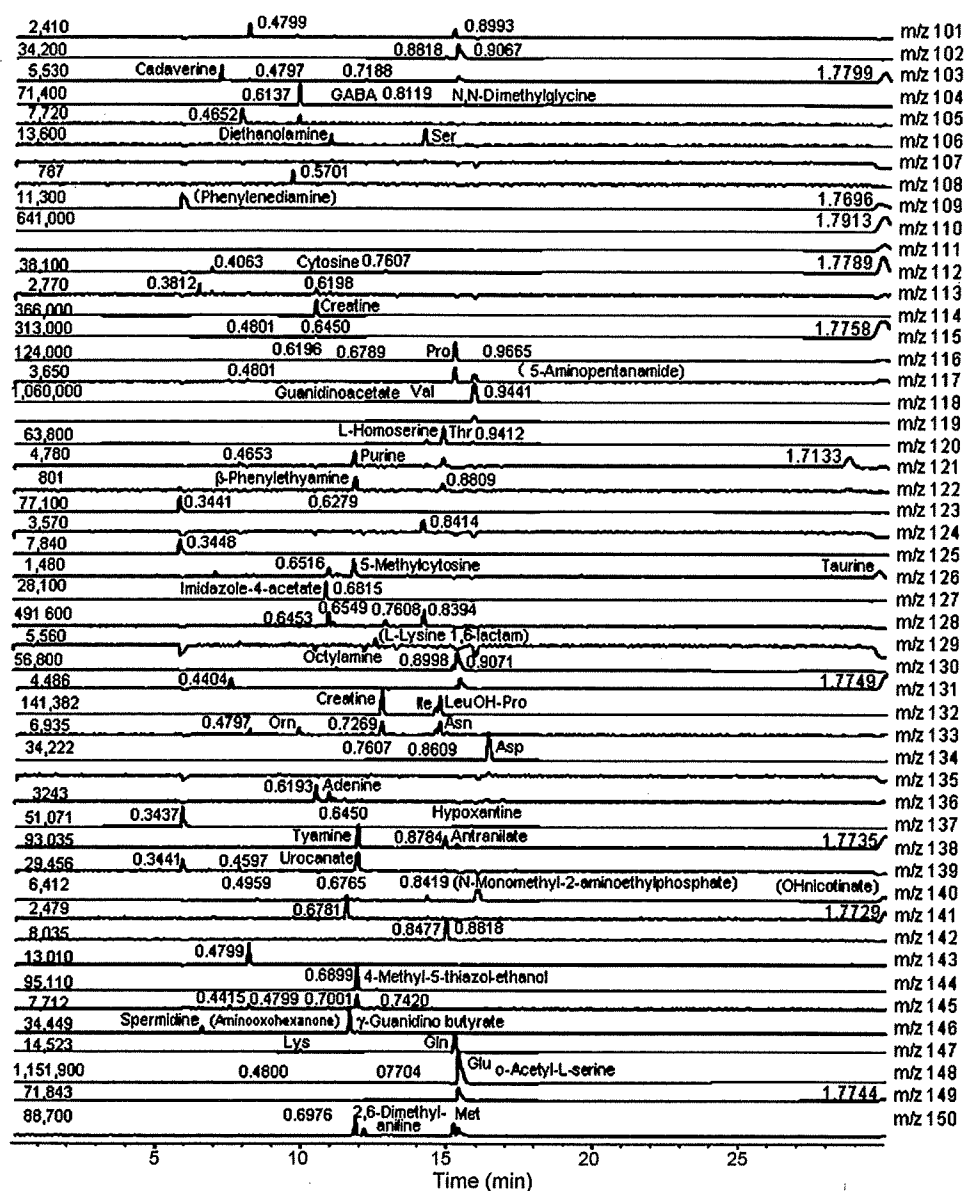 2,410 0.4799 0.8993 m/z 101
34,200 0.8818 0.9067 m/z 102
5,530 Cadaverine 0.4797 0.7188 1.7799 m/z 103
71,400 0.6137 GABA 0.8119 N,N-Dimethylglycine m/z 104
7,720 0.4652 m/z 105
13,600 Diethanolamine Ser m/z 106
m/z 107
787 0.5701 m/z 108
11,300 (Phenylenediamine) 1.7696 m/z 109
641,000 1.7913 m/z 110
m/z 111
38,100 0.4063 Cytosine 0.7607 1.7789 m/z 112
2,770 0.3812 0.6198 m/z 113
366,000 Creatine m/z 114
313,000 0.4801 0.6450 1.7758 m/z 115
124,000 0.6196 0.6789 Pro 0.9665 m/z 116
3,650 0.4801 (5-Aminopentanamide) m/z 117
1,060,000 Guanidinoacetate Val 0.9441 m/z 118
m/z 119
63,800 L-Homoserine Thr 0.9412 m/z 120
4,780 0.4653 Purine 1.7133 m/z 121
801 β-Phenylethyamine 0.8809 m/z 122
77,100 0.3441 0.6279 m/z 123
3,570 0.8414 m/z 124
7,840 0.3448 m/z 125
1,480 0.6516 5-Methylcytosine Taurine m/z 126
28,100 Imidazole-4-acetate 0.6815 m/z 127
491 600 0.6453 0.6549 0.7608 0.8394 m/z 128
5,560 (L-Lysine 1,6-lactam) m/z 129
56,800 Octylamine 0.8998 0.9071 m/z 130
4.486 0.4404 1.7749 m/z 131
141,382 Creatine Ile LeuOH-Pro m/z 132
6,935 0.4797 Orn 0.7269 Asn m/z 133
34,222 0.7607 0.8609 Asp m/z 134
m/z 135
3243 0.6193 Adenine m/z 136
51,071 0.3437 0.6450 Hypoxantine m/z 137
93.035 Tyamine 0.8784 Antranilate 1.7735 m/z 138
29.456 0.3441 0.4597 Urocanate m/z 139
6,412 0.4959 0.6765 0.8419 (N-Monomethyl-2-aminoethylphosphate) (OHnicotinate) m/z 140
2,479 0.6781 1.7729 m/z 141
8,035 0.8477 0.8818 m/z 142
13.010 0.4799 m/z 143
95.110 0.6899 4-Methyl-5-thiazol-ethanol m/z 144
7.712 0.4415 0.4799 0.7001 0.7420 m/z 145
34,449 Spermidine (Aminooxohexanone) γ-Guanidino butyrate m/z 146
14,523 Lys Gln m/z 147
1,151,900 0.4800 07704 Glu o-Acetyl-L-serine m/z 148
71,843 1.7744 m/z 149
88,700 0.6976 2,6-Dimethyl- Met m/z 150
aniline
5 10 15 20 25
Time (min)